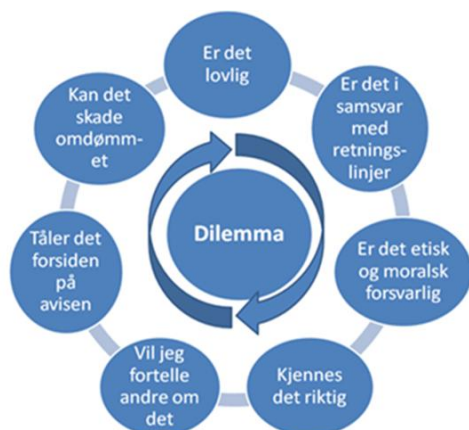 Er det
lovlig
Er det i
samsvar
med
retnings-
linjer
Er det etisk
og moralsk
forsvarlig
Kjennes
det riktig
Vil jeg
fortelle
andre om
det
Tåler det
forsiden
på
avisen
Kan det
skade
omdømm-
et
Dilemma